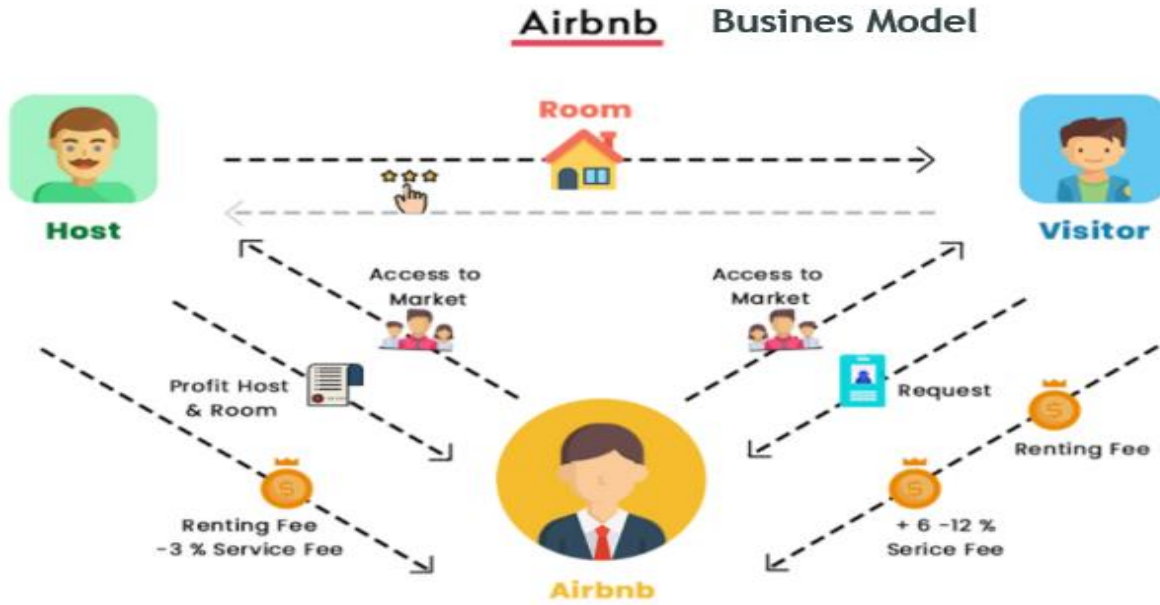 Airbnb Busines Model
Room
Host
Visitor
Access to
Market
Access to
Market
Profit Host
& Room
Request
Renting Fee
Renting Fee
-3 % Service Fee
+ 6 -12 %
Serice Fee
Airbnb